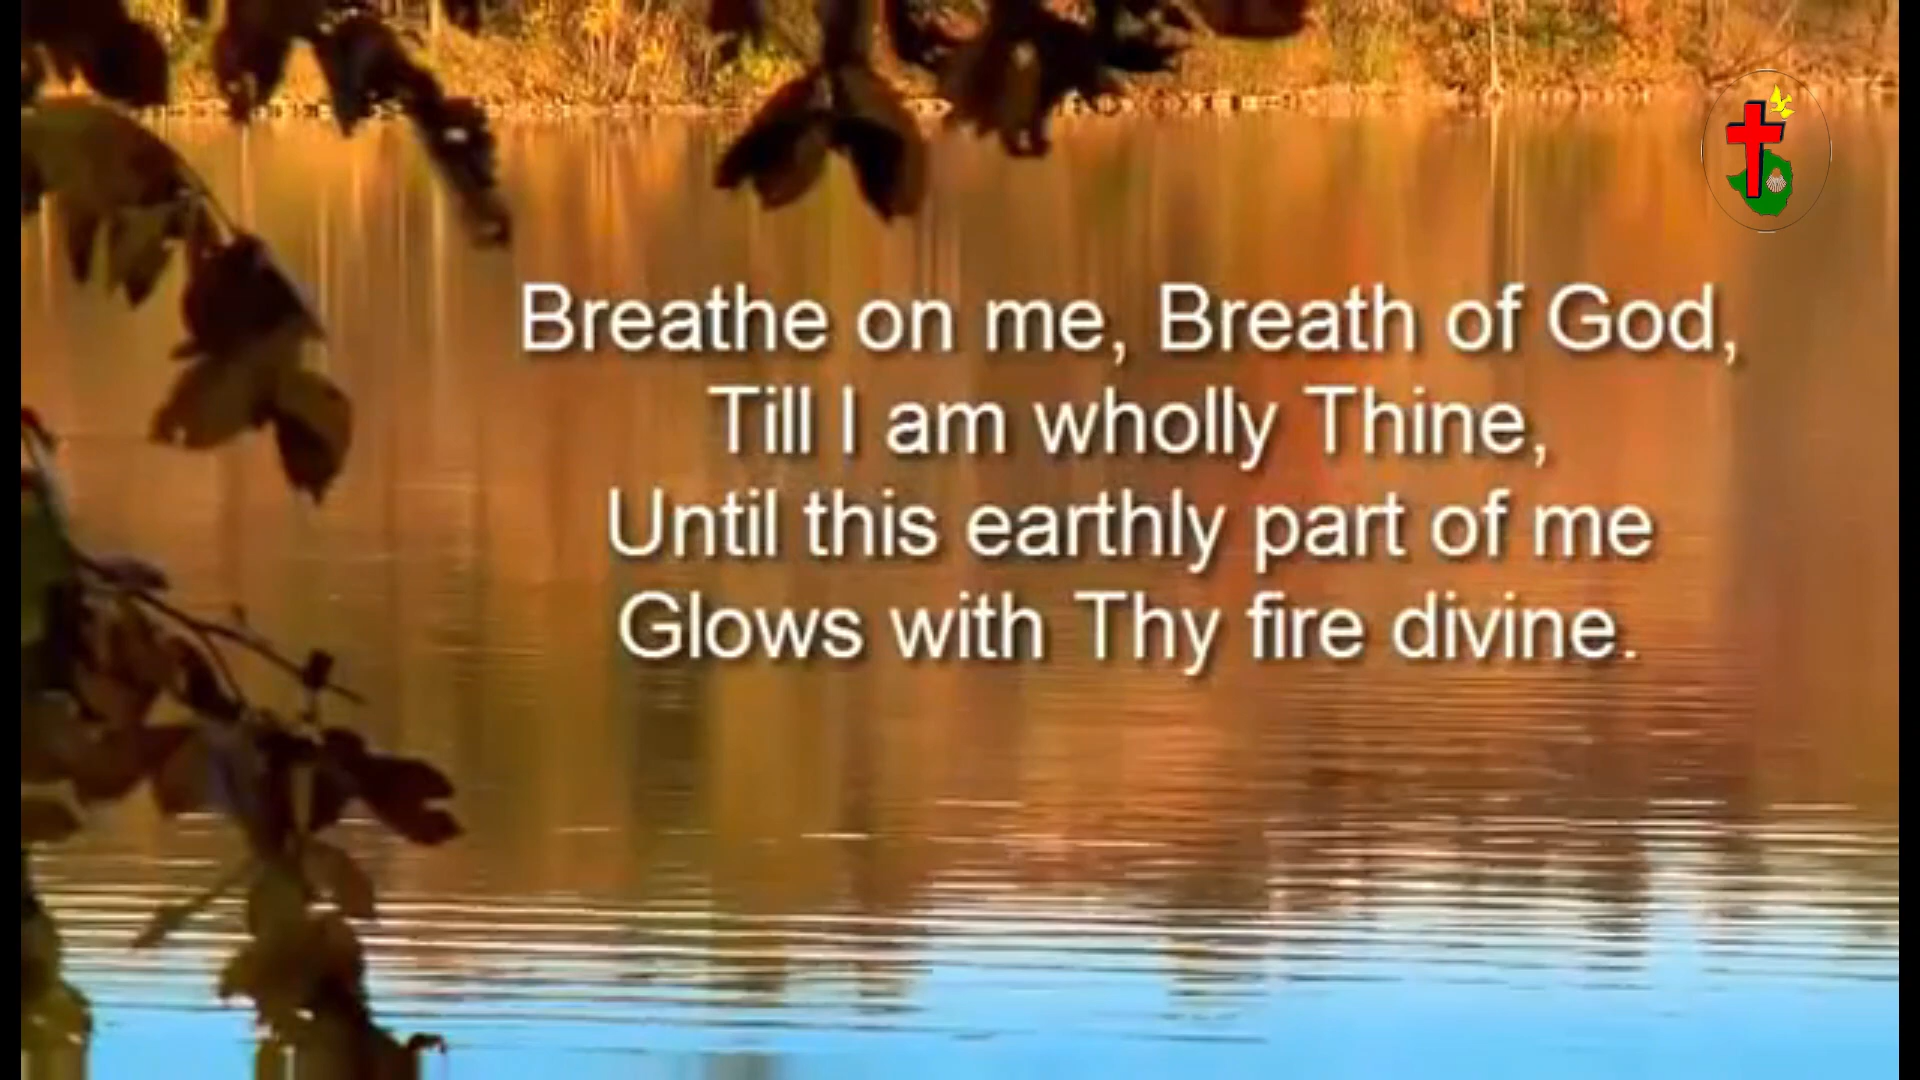 Breathe on me, Breath of God,
Till I am wholly Thine,
Until this earthly part of me
Glows with Thy fire divine.